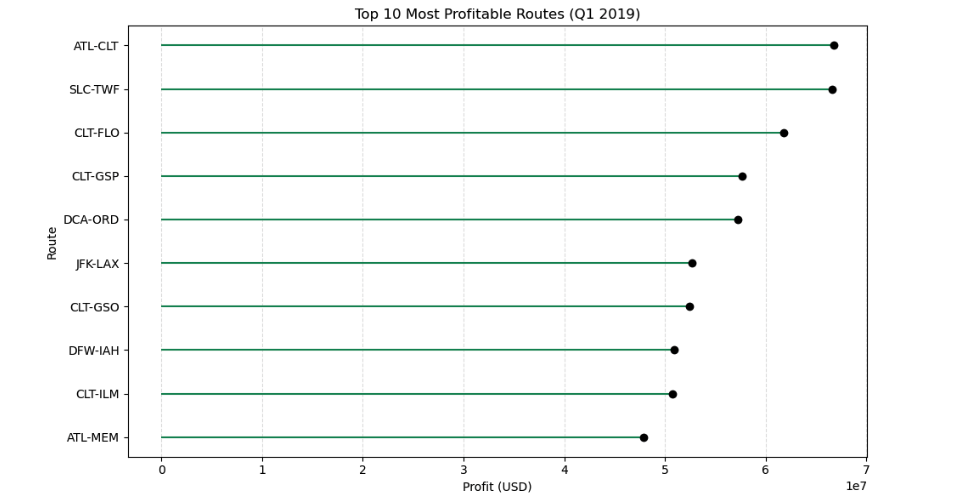 Top 10 Most Profitable Routes (Q1 2019)
Route
ATL-CLT
SLC-TWF
CLT-FLO
CLT-GSP
DCA-ORD
JFK-LAX
CLT-GSO
DFW-IAH
CLT-ILM
ATL-MEM
0 1 2 3 4 5 6 7
1e7
Profit (USD)